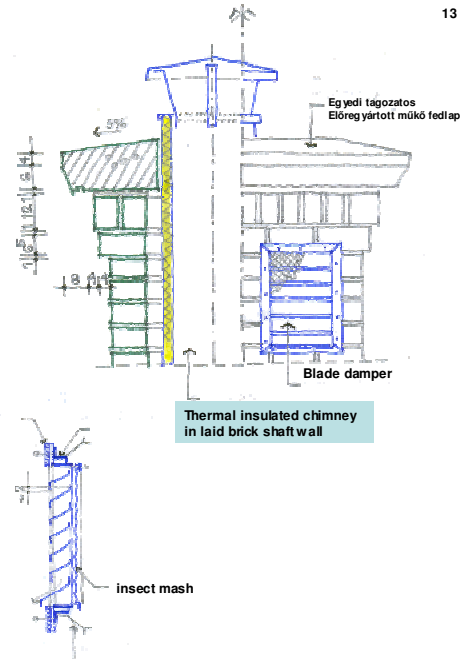 13
Egyedi tagozatos
Előregyártott műkő fedlap
5%
Blade damper
Thermal insulated chimney
in laid brick shaft wall
insect mash